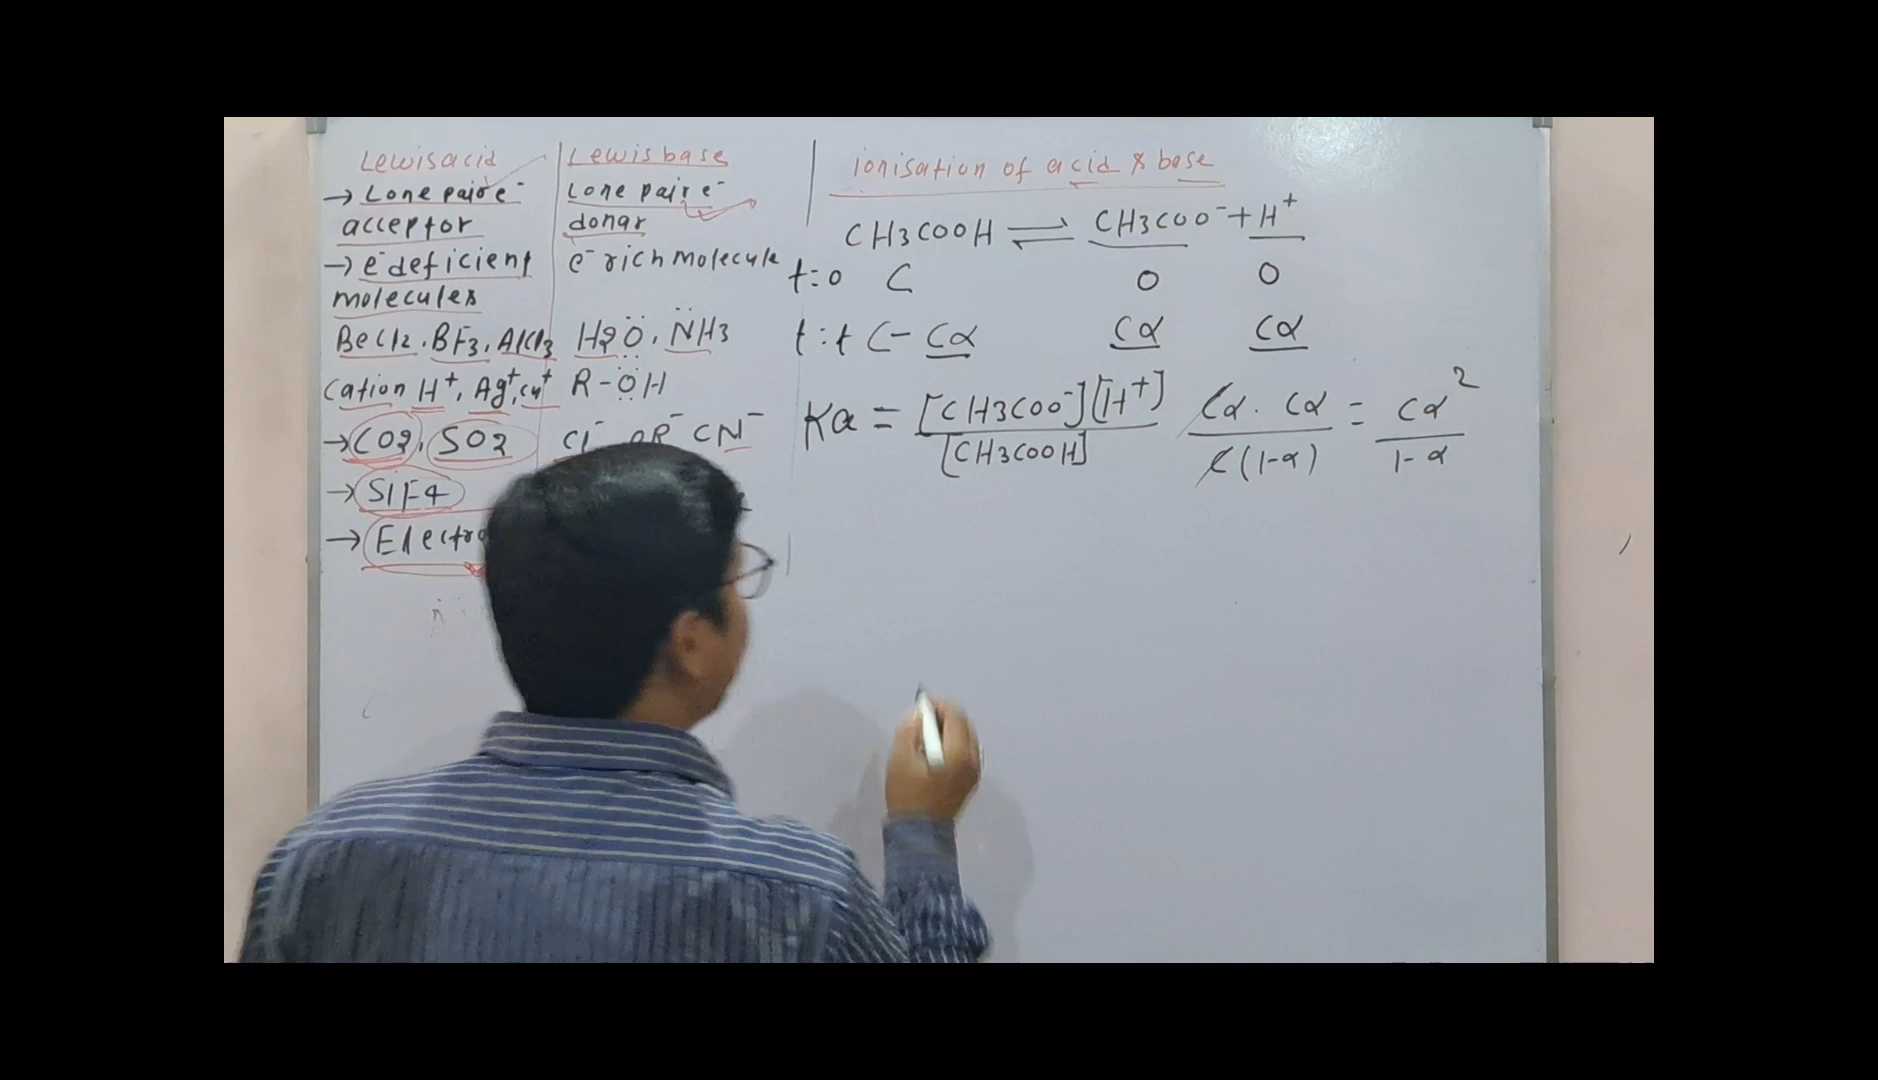 Lewis acid
→ Lone pair e⁻
acceptor
→ e⁻ deficient
molecules
BeCl2, BF3, AlCl3
Cation H⁺, Ag⁺, Cu⁺
→ CO2, SO2
→ SiF4
→ Electro
Lewis base
Lone pair e⁻
donar
e⁻ rich molecule
H2O, NH3
R-OH
Cl⁻ CN⁻
ionisation of acid & base
CH3COOH ⇌ CH3COO⁻ + H⁺
t=0 C 0 0
t=t C-Cα Cα Cα
Ka = [CH3COO⁻][H⁺] / [CH3COOH] Cα . Cα / C(1-α) = Cα² / 1-α